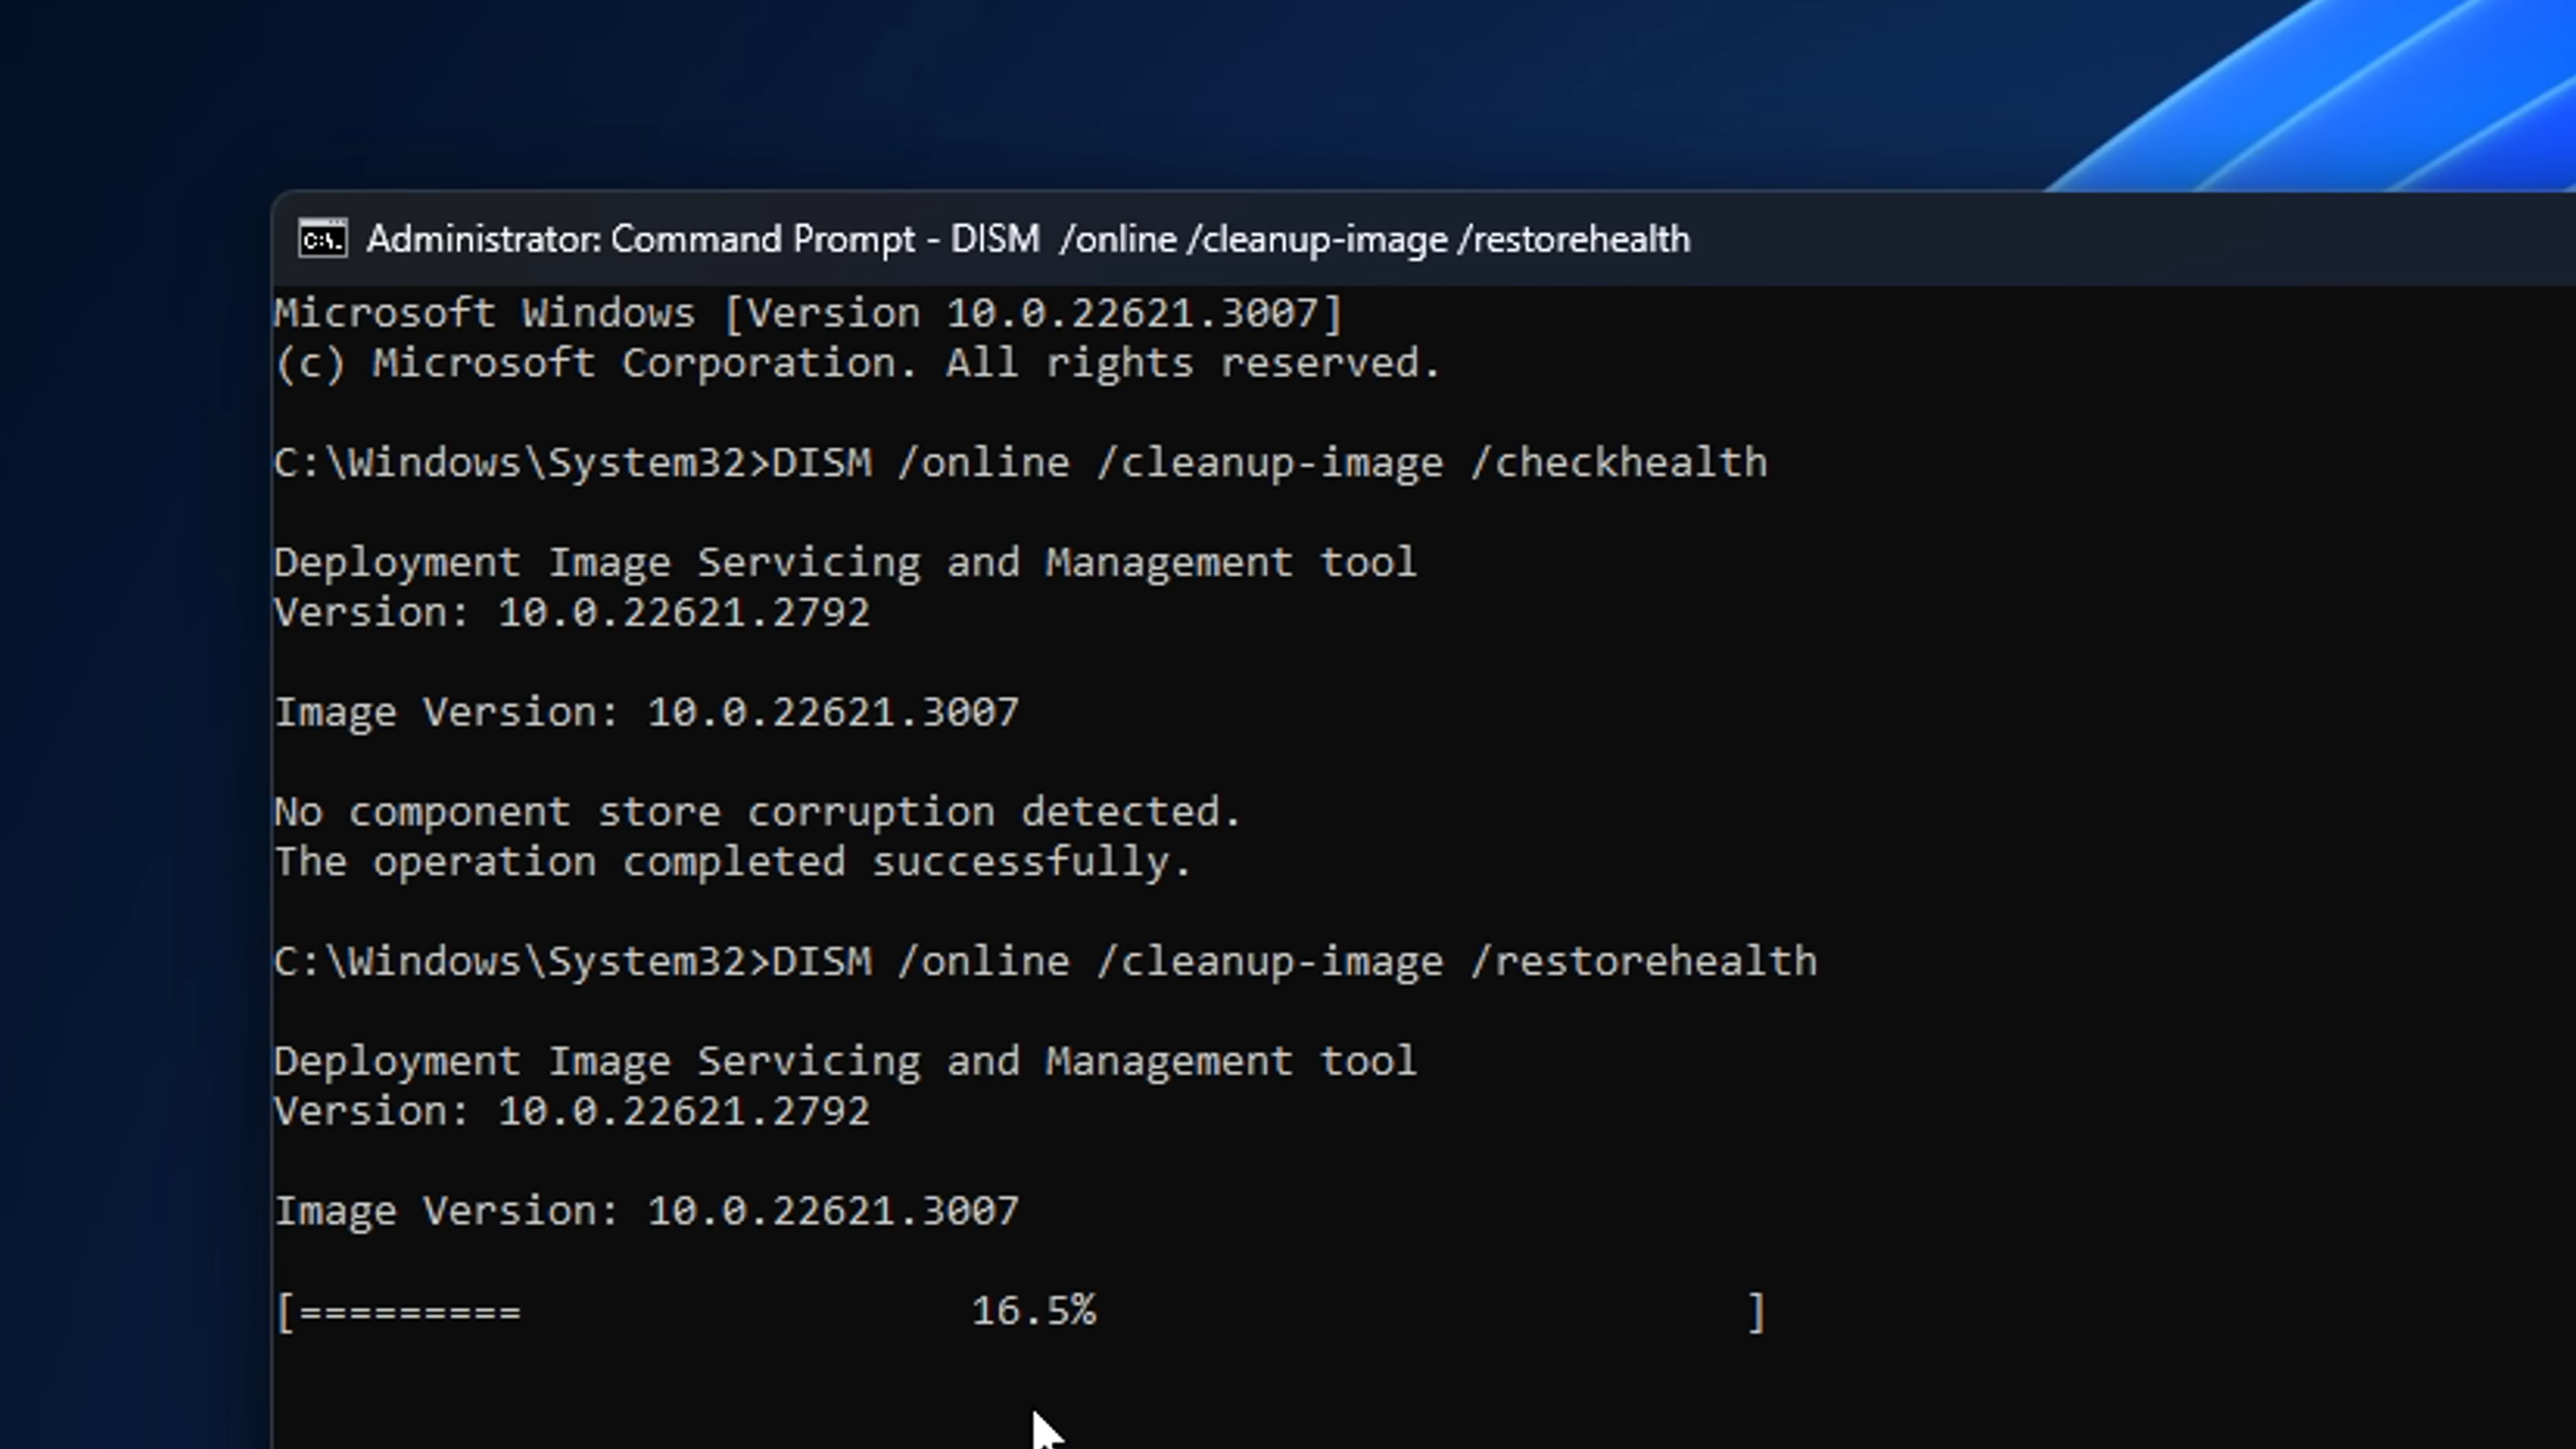 Administrator: Command Prompt - DISM  /online /cleanup-image /restorehealth
Microsoft Windows [Version 10.0.22621.3007]
(c) Microsoft Corporation. All rights reserved.
C:\Windows\System32>DISM /online /cleanup-image /checkhealth
Deployment Image Servicing and Management tool
Version: 10.0.22621.2792
Image Version: 10.0.22621.3007
No component store corruption detected.
The operation completed successfully.
C:\Windows\System32>DISM /online /cleanup-image /restorehealth
Deployment Image Servicing and Management tool
Version: 10.0.22621.2792
Image Version: 10.0.22621.3007
[=========                  16.5%                          ]